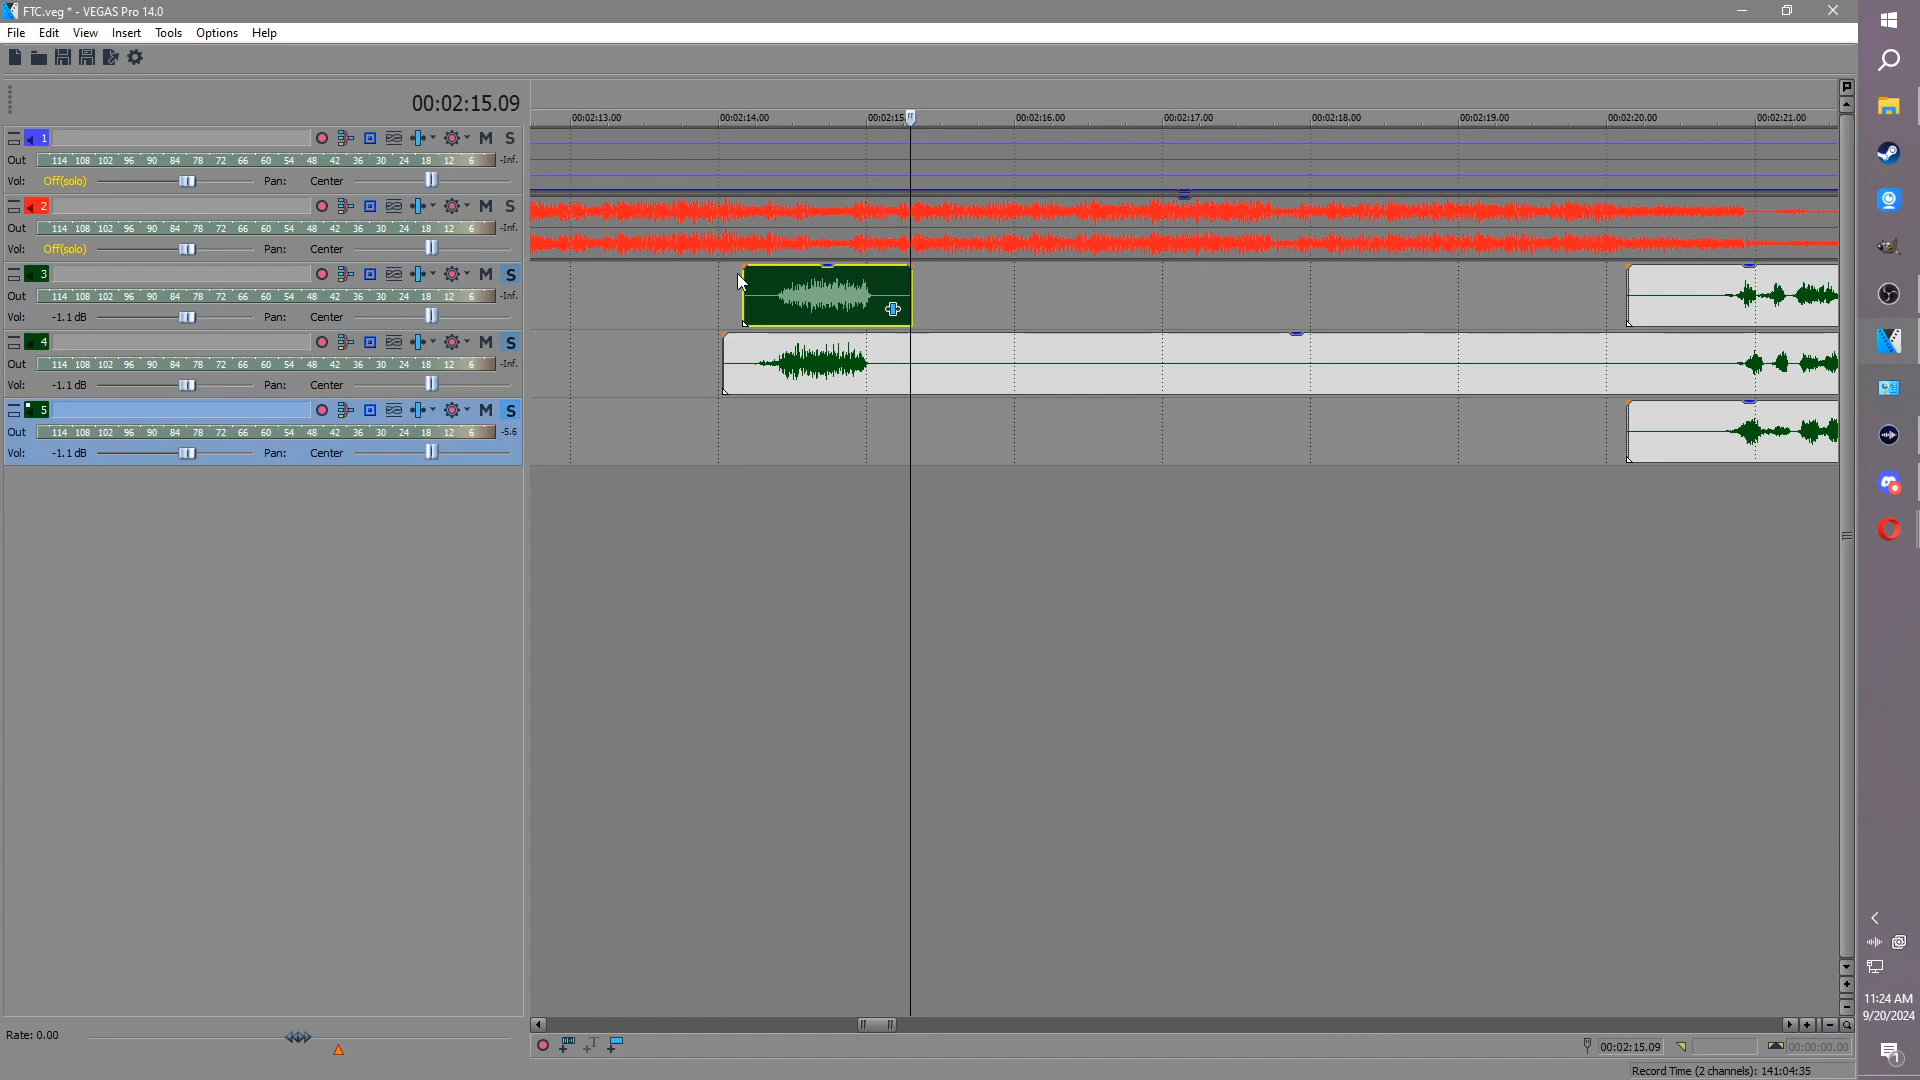 FTC.veg * - VEGAS Pro 14.0
File Edit View Insert Tools Options Help
00:02:15.09
00:02:13.00 00:02:14.00 00:02:15. 00:02:16.00 00:02:17.00 00:02:18.00 00:02:19.00 00:02:20.00 00:02:21.00
1 M S
Out 114 108 102 96 90 84 78 72 66 60 54 48 42 36 30 24 18 12 6 -Inf.
Vol: Off(solo) Pan: Center
2 M S
Out 114 108 102 96 90 84 78 72 66 60 54 48 42 36 30 24 18 12 6 -Inf.
Vol: Off(solo) Pan: Center
3 M S
Out 114 108 102 96 90 84 78 72 66 60 54 48 42 36 30 24 18 12 6 -Inf.
Vol: -1.1 dB Pan: Center
4 M S
Out 114 108 102 96 90 84 78 72 66 60 54 48 42 36 30 24 18 12 6 -Inf.
Vol: -1.1 dB Pan: Center
5 M S
Out 114 108 102 96 90 84 78 72 66 60 54 48 42 36 30 24 18 12 6 -5.6
Vol: -1.1 dB Pan: Center
11:24 AM
9/20/2024
Rate: 0.00
00:02:15.09 00:00:00.00
1
Record Time (2 channels): 141:04:35